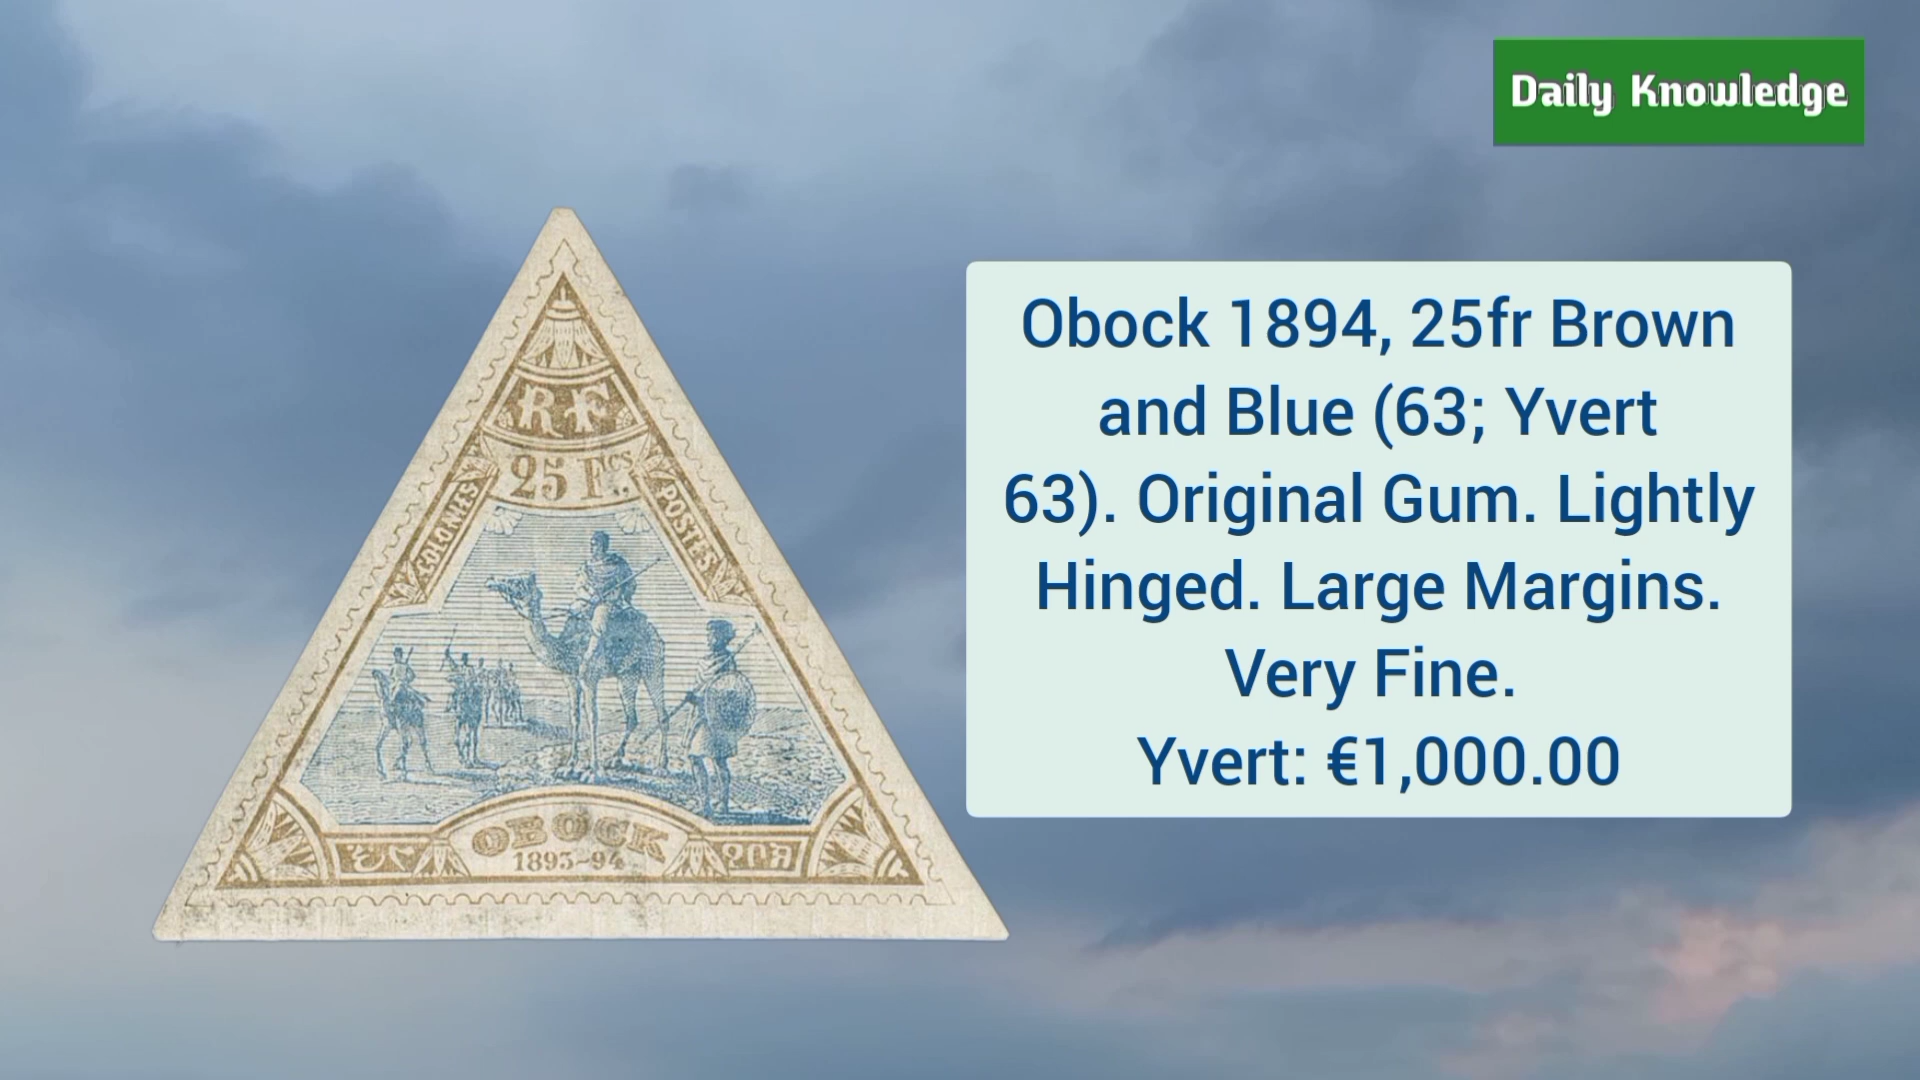 Daily Knowledge
RF
25 Fcs
COLONIES
POSTES
OBOCK
1893-94
Obock 1894, 25fr Brown
and Blue (63; Yvert
63). Original Gum. Lightly
Hinged. Large Margins.
Very Fine.
Yvert: €1,000.00